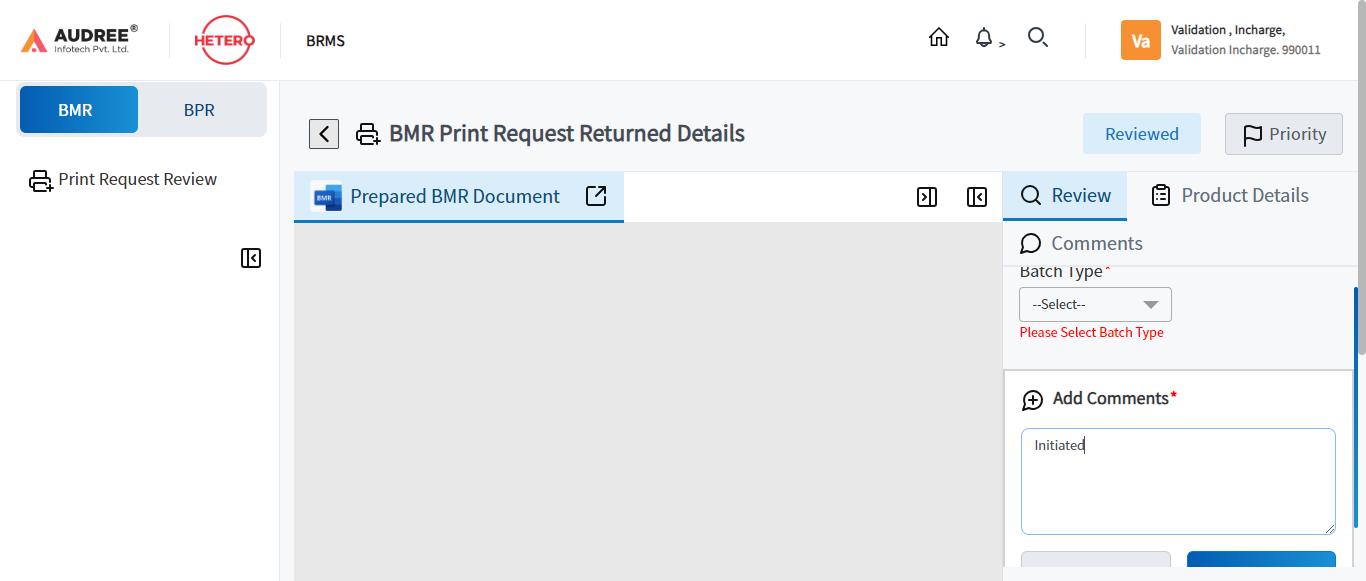 AUDREE®
Infotech Pvt. Ltd.
HETERO
BRMS
>
Va
Validation , Incharge,
Validation Incharge. 990011
BMR
BPR
Print Request Review
BMR Print Request Returned Details
Reviewed
Priority
BMR
Prepared BMR Document
Review
Product Details
Comments
Batch Type*
--Select--
Please Select Batch Type
Add Comments*
Initiated